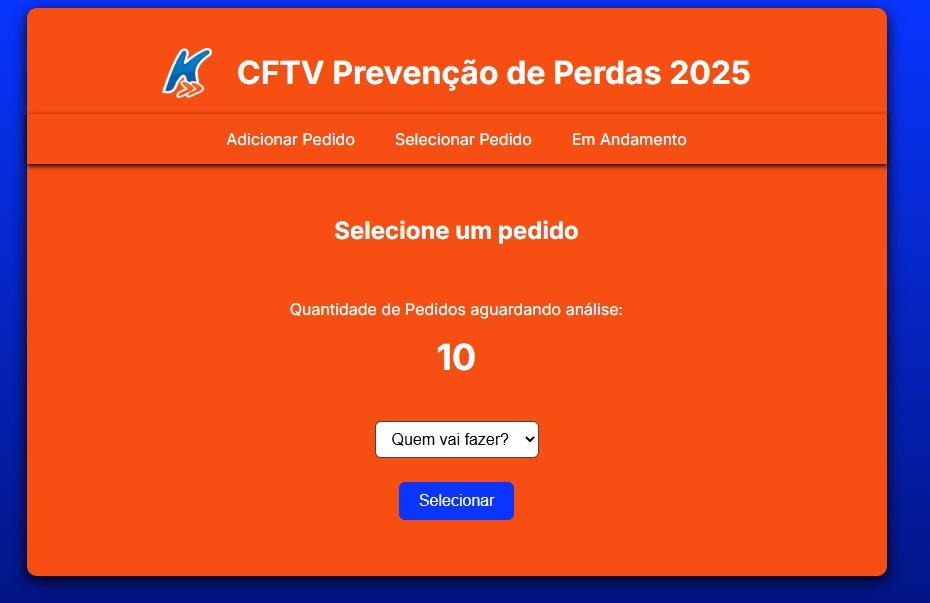 CFTV Prevenção de Perdas 2025
Adicionar Pedido Selecionar Pedido Em Andamento
Selecione um pedido
Quantidade de Pedidos aguardando análise:
10
Quem vai fazer?
Selecionar